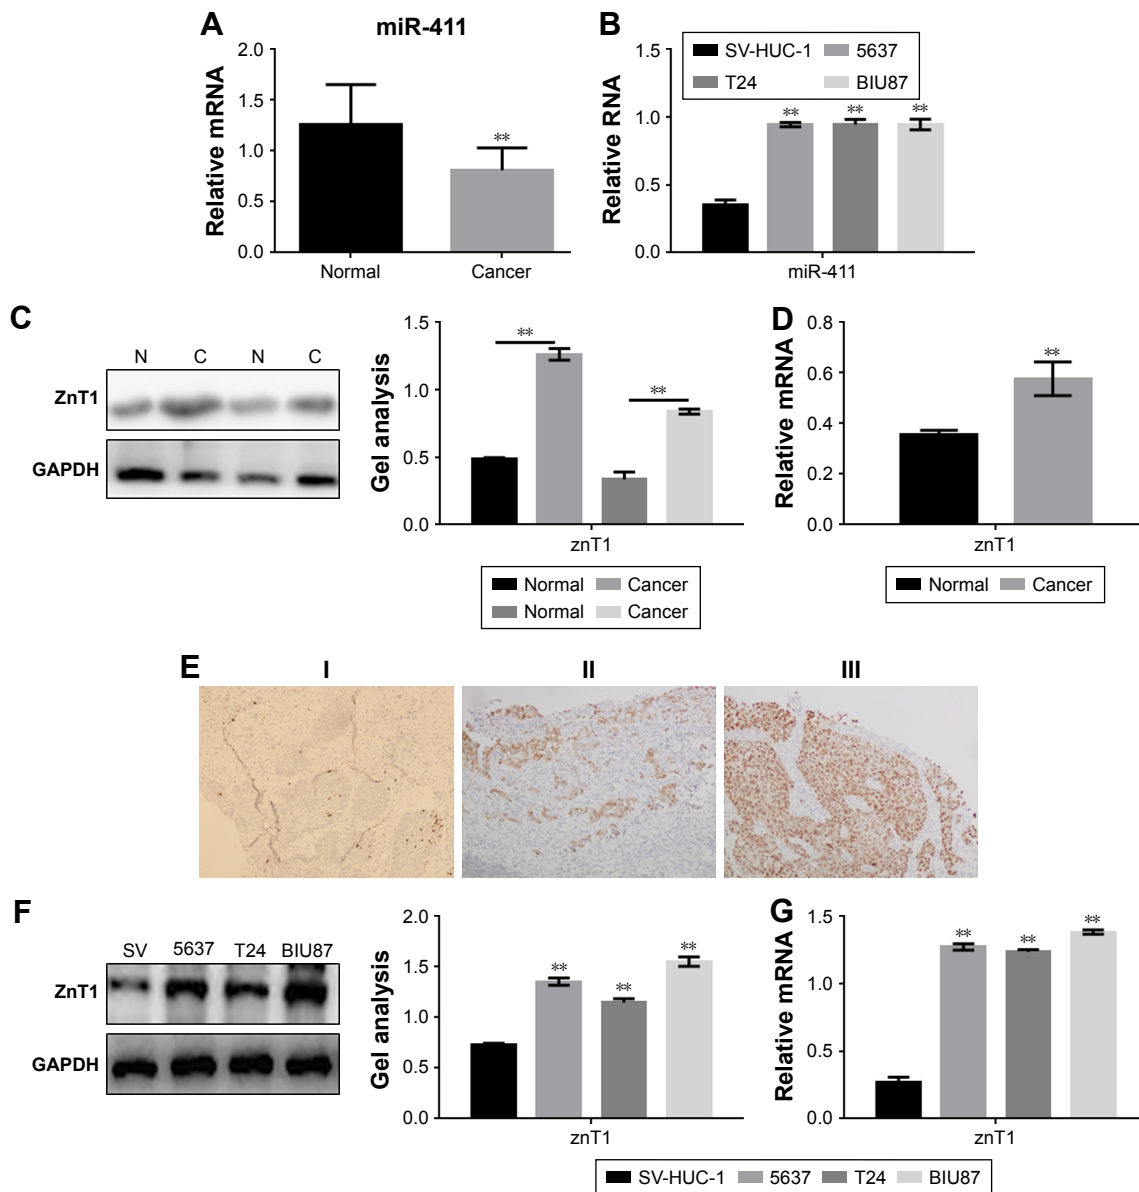 A
miR-411
Relative mRNA
2.0
1.5
1.0
0.5
0.0
**
Normal
Cancer
B
Relative RNA
1.5
1.0
0.5
0.0
SV-HUC-1
5637
T24
BIU87
**
**
**
miR-411
C
N C N C
ZnT1
GAPDH
Gel analysis
1.5
1.0
0.5
0.0
**
**
znT1
Normal
Cancer
Normal
Cancer
D
Relative mRNA
0.8
0.6
0.4
0.2
0.0
**
znT1
Normal
Cancer
E
I
II
III
F
SV 5637 T24 BIU87
ZnT1
GAPDH
Gel analysis
2.0
1.5
1.0
0.5
0.0
**
**
**
znT1
G
Relative mRNA
1.5
1.0
0.5
0.0
**
**
**
znT1
SV-HUC-1 5637 T24 BIU87